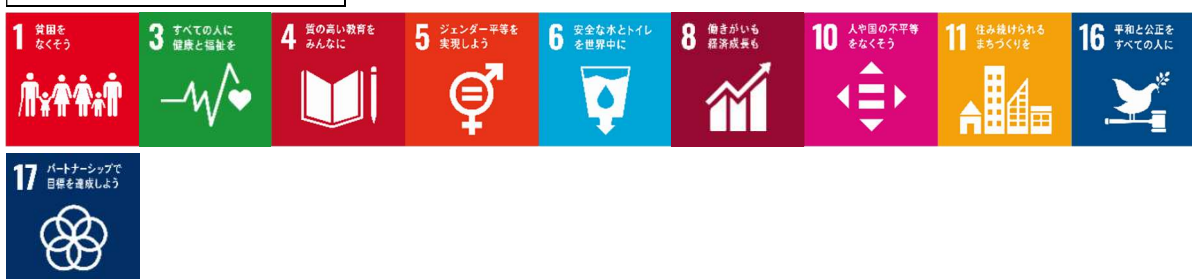 1 貧困を
なくそう
3 すべての人に
健康と福祉を
4 質の高い教育を
みんなに
5 ジェンダー平等を
実現しよう
6 安全な水とトイレ
を世界中に
8 働きがいも
経済成長も
10 人や国の不平等
をなくそう
11 住み続けられる
まちづくりを
16 平和と公正を
すべての人に
17 パートナーシップで
目標を達成しよう